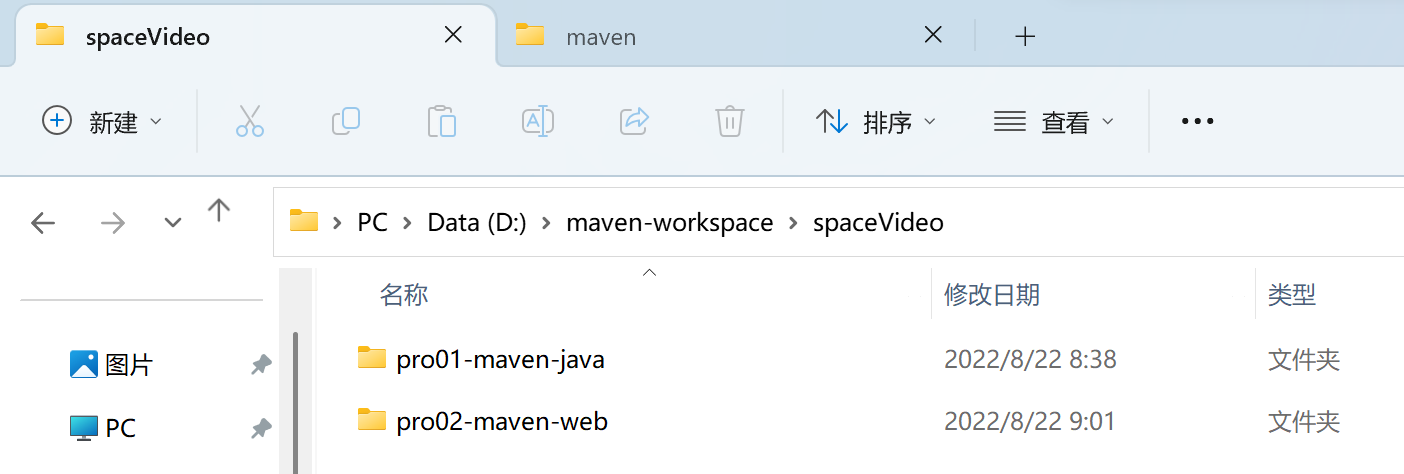 spaceVideo maven
新建 排序 查看
PC Data (D:) maven-workspace spaceVideo
名称 修改日期 类型
图片 pro01-maven-java 2022/8/22 8:38 文件夹
PC pro02-maven-web 2022/8/22 9:01 文件夹